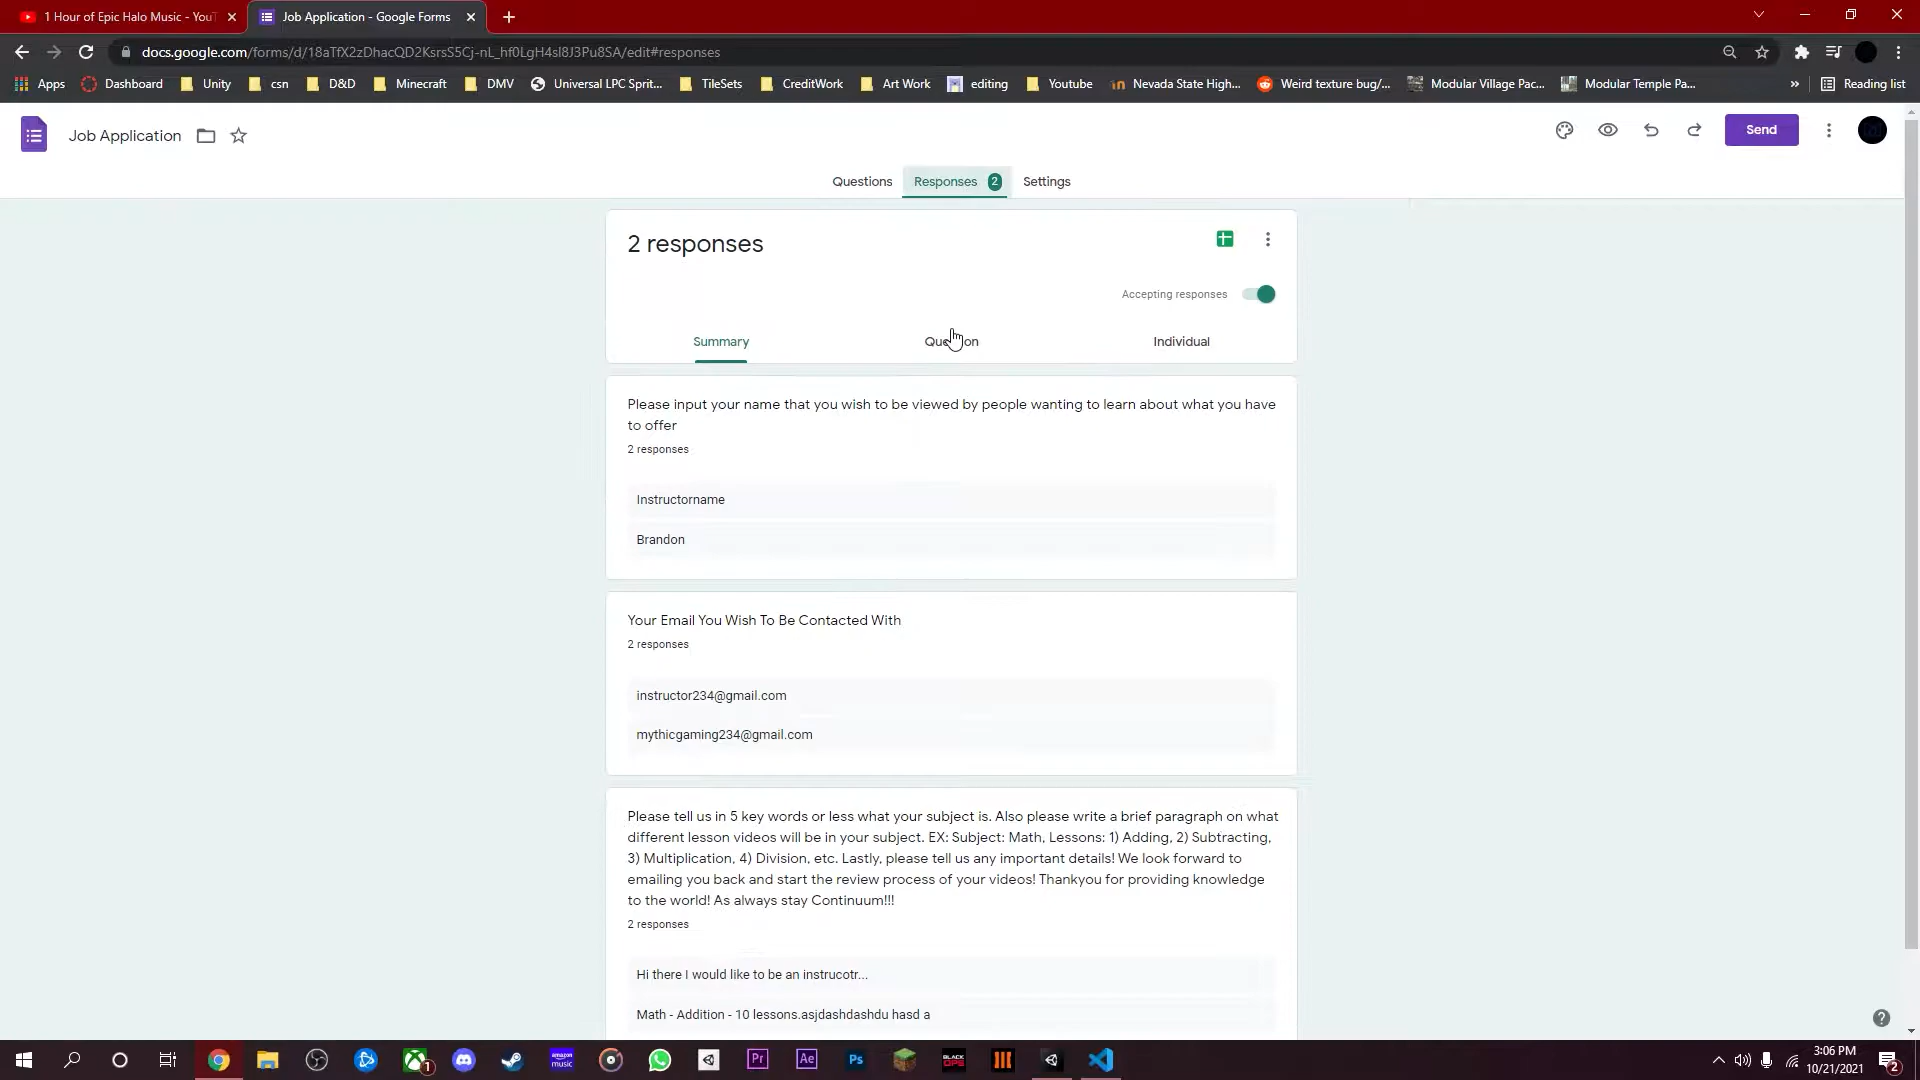 1 Hour of Epic Halo Music - YouT
Job Application - Google Forms
docs.google.com/forms/d/18aTfX2zDhacQD2KsrsS5Cj-nL_hf0LgH4sl8J3Pu8SA/edit#responses
Apps Dashboard Unity csn D&D Minecraft DMV Universal LPC Sprit... TileSets CreditWork Art Work editing Youtube Nevada State High... Weird texture bug/... Modular Village Pac... Modular Temple Pa... » Reading list
Job Application
Send
Questions Responses 2 Settings
2 responses
Accepting responses
Summary Question Individual
Please input your name that you wish to be viewed by people wanting to learn about what you have
to offer
2 responses
Instructorname
Brandon
Your Email You Wish To Be Contacted With
2 responses
instructor234@gmail.com
mythicgaming234@gmail.com
Please tell us in 5 key words or less what your subject is. Also please write a brief paragraph on what
different lesson videos will be in your subject. EX: Subject: Math, Lessons: 1) Adding, 2) Subtracting,
3) Multiplication, 4) Division, etc. Lastly, please tell us any important details! We look forward to
emailing you back and start the review process of your videos! Thankyou for providing knowledge
to the world! As always stay Continuum!!!
2 responses
Hi there I would like to be an instrucotr...
Math - Addition - 10 lessons.asjdashdashdu hasd a
1 amazon music Pr Ae Ps BLACK OPS
3:06 PM
10/21/2021
2